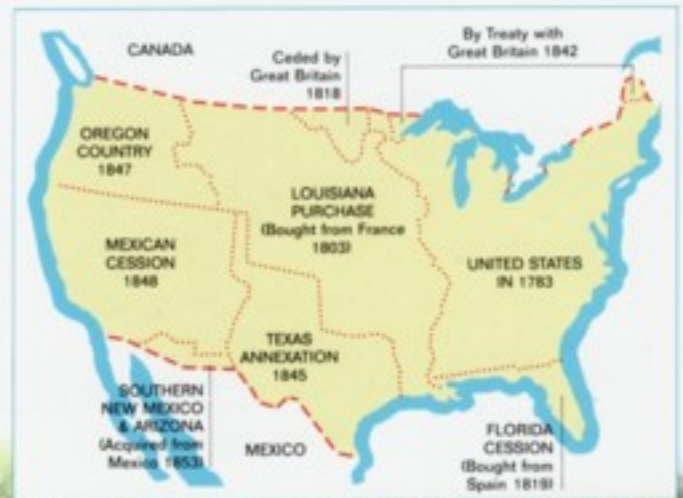 CANADA
Ceded by
Great Britain
1818
By Treaty with
Great Britain 1842
OREGON
COUNTRY
1847
LOUISIANA
PURCHASE
(Bought from France
1803)
MEXICAN
CESSION
1848
UNITED STATES
IN 1783
TEXAS
ANNEXATION
1845
SOUTHERN
NEW MEXICO
& ARIZONA
(Acquired from
Mexico 1853)
MEXICO
FLORIDA
CESSION
(Bought from
Spain 1819)